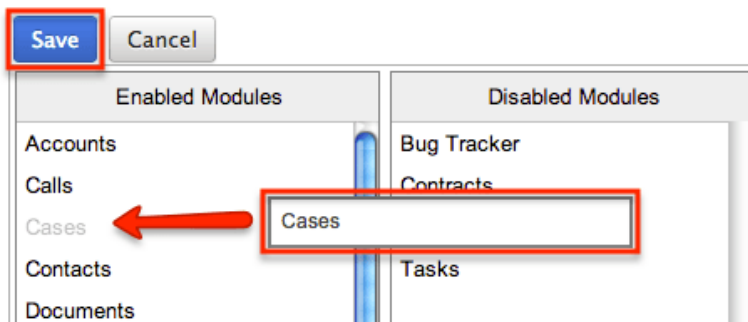 Save Cancel
Enabled Modules Disabled Modules
Accounts Bug Tracker
Calls Contracts
Cases Cases
Contacts Tasks
Documents